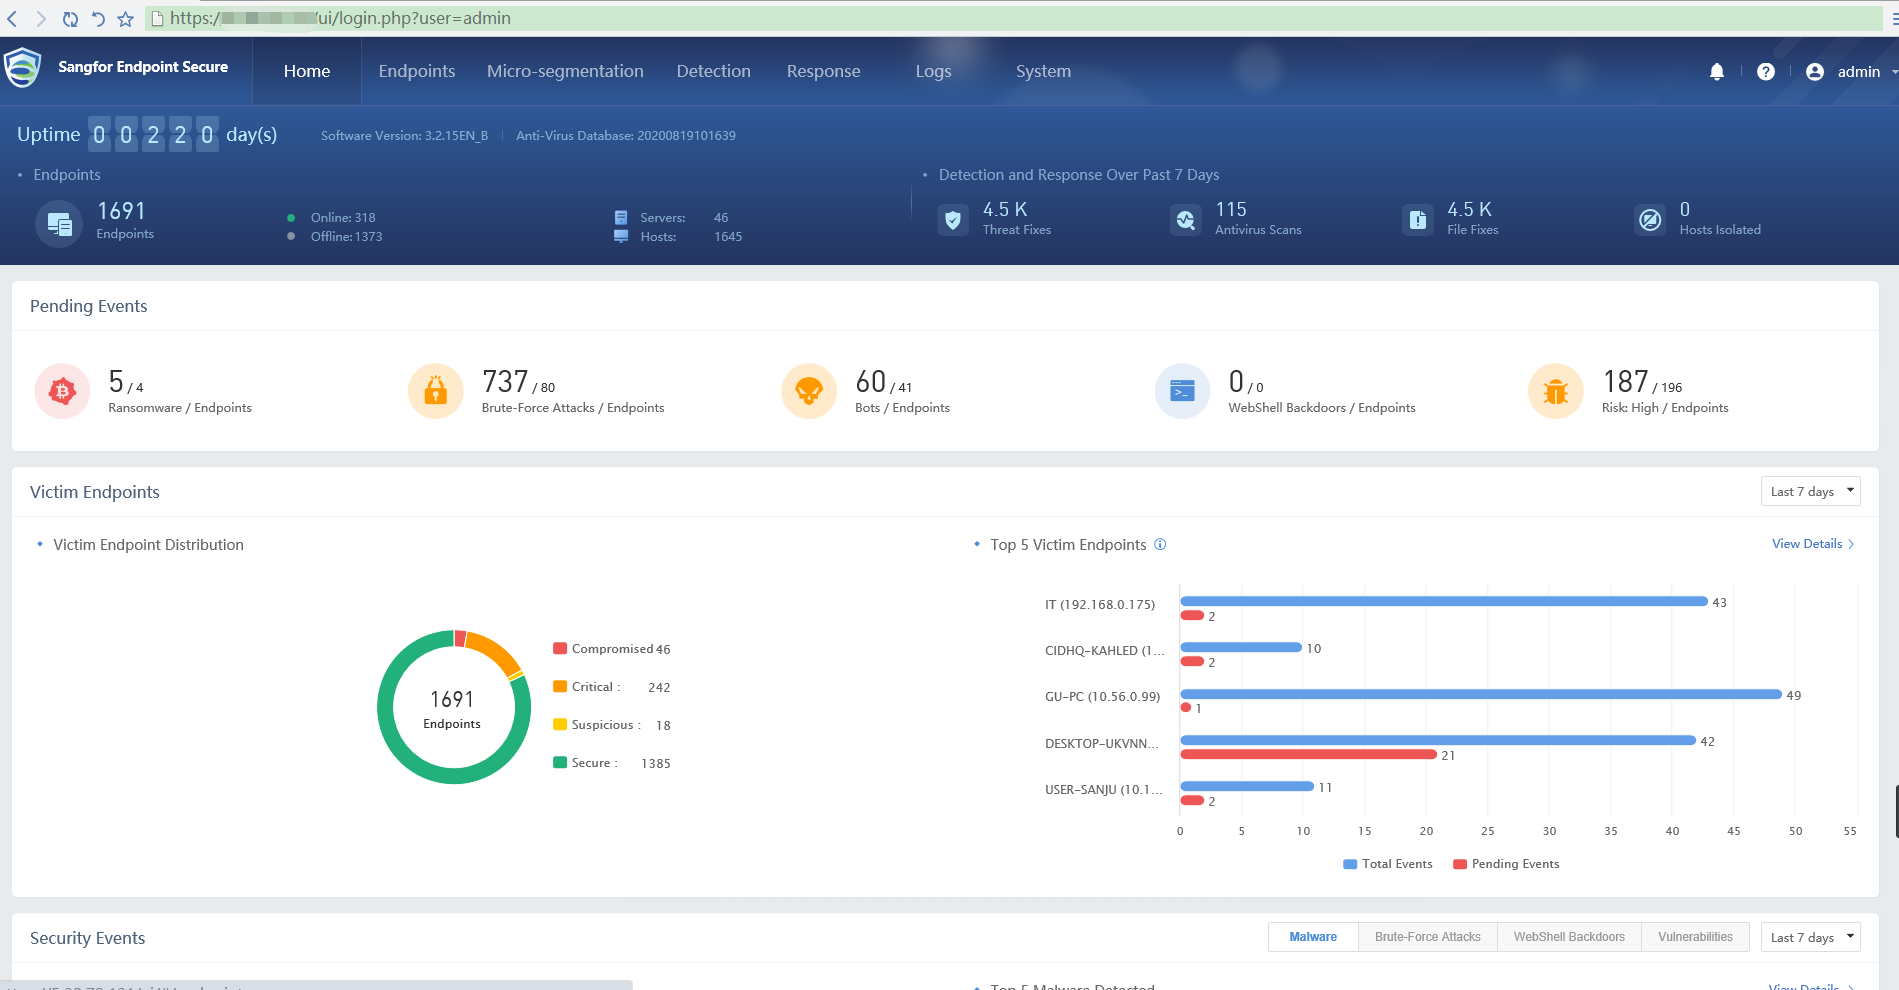 https:/ /ui/login.php?user=admin
Sangfor Endpoint Secure
Home
Endpoints
Micro-segmentation
Detection
Response
Logs
System
admin
Uptime 0 0 2 2 0 day(s)
Software Version: 3.2.15EN_B
Anti-Virus Database: 20200819101639
Endpoints
1691
Endpoints
Online: 318
Offline: 1373
Servers: 46
Hosts: 1645
Detection and Response Over Past 7 Days
4.5 K
Threat Fixes
115
Antivirus Scans
4.5 K
File Fixes
0
Hosts Isolated
Pending Events
5 / 4
Ransomware / Endpoints
737 / 80
Brute-Force Attacks / Endpoints
60 / 41
Bots / Endpoints
0 / 0
WebShell Backdoors / Endpoints
187 / 196
Risk: High / Endpoints
Victim Endpoints
Last 7 days
Victim Endpoint Distribution
1691
Endpoints
Compromised 46
Critical : 242
Suspicious : 18
Secure : 1385
Top 5 Victim Endpoints
View Details
IT (192.168.0.175)
43
2
CIDHQ-KAHLED (1...
10
2
GU-PC (10.56.0.99)
49
1
DESKTOP-UKVNN...
42
21
USER-SANJU (10.1...
11
2
0 5 10 15 20 25 30 35 40 45 50 55
Total Events
Pending Events
Security Events
Malware
Brute-Force Attacks
WebShell Backdoors
Vulnerabilities
Last 7 days
Top 5 Malware Detected
View Details